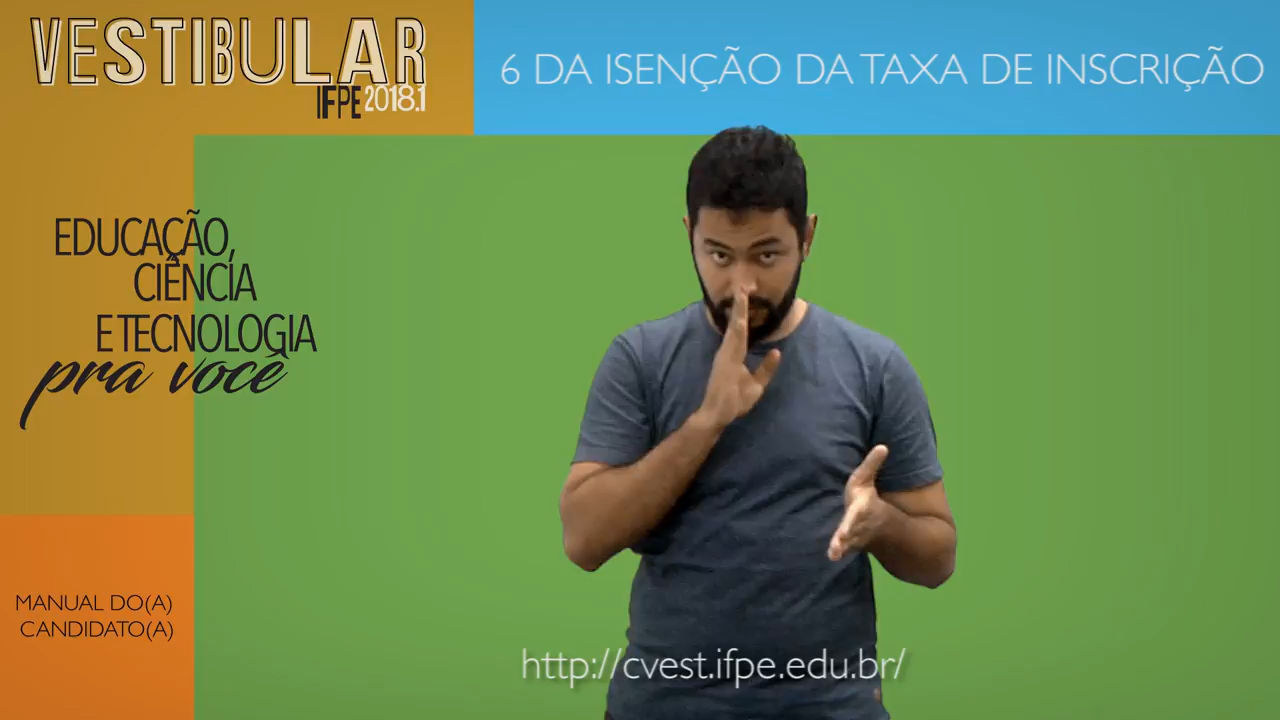 VESTIBULAR
IFPE 2018.1
6 DA ISENÇÃO DA TAXA DE INSCRIÇÃO
EDUCAÇÃO,
CIÊNCIA
E TECNOLOGIA
pra você
MANUAL DO(A)
CANDIDATO(A)
http://cvest.ifpe.edu.br/